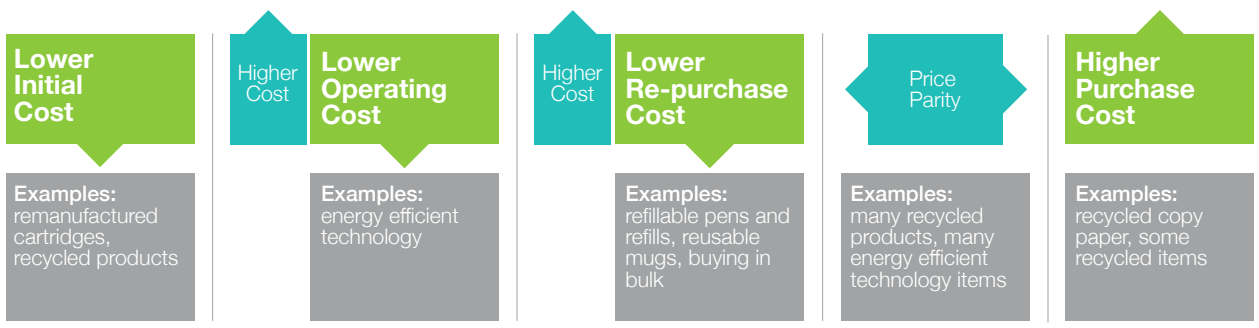 Lower
Initial
Cost
Examples:
remanufactured
cartridges,
recycled products
Higher
Cost
Lower
Operating
Cost
Examples:
energy efficient
technology
Higher
Cost
Lower
Re-purchase
Cost
Examples:
refillable pens and
refills, reusable
mugs, buying in
bulk
Price
Parity
Examples:
many recycled
products, many
energy efficient
technology items
Higher
Purchase
Cost
Examples:
recycled copy
paper, some
recycled items